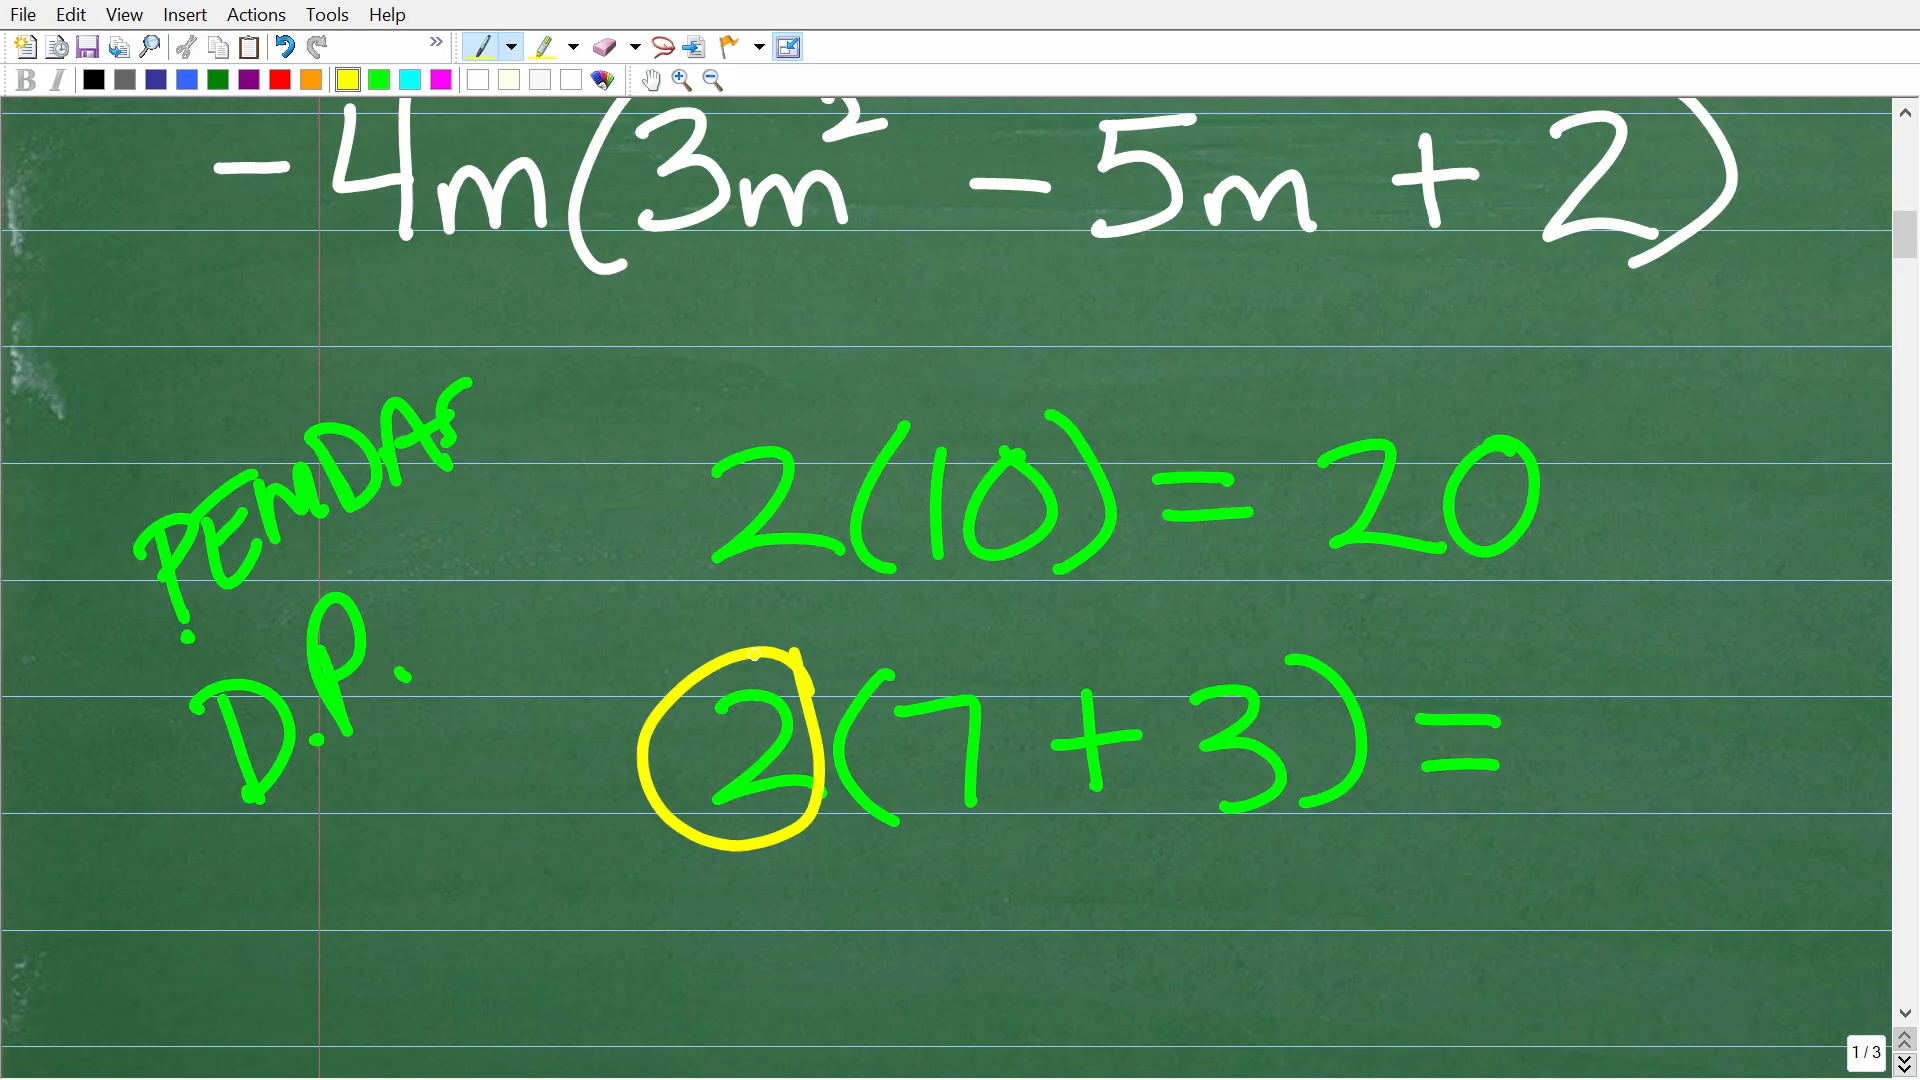 File Edit View Insert Actions Tools Help
B I
-4m(3m² - 5m + 2)
PEMDAS
2(10) = 20
D.P.
2(7 + 3) =
1 / 3